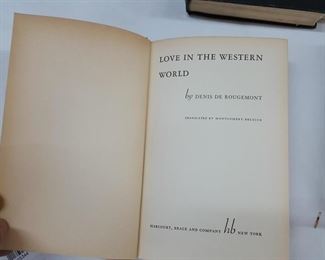 LOVE IN THE WESTERN
WORLD
by DENIS DE ROUGEMONT
TRANSLATED BY MONTGOMERY BELGION
HARCOURT, BRACE AND COMPANY hb NEW YORK